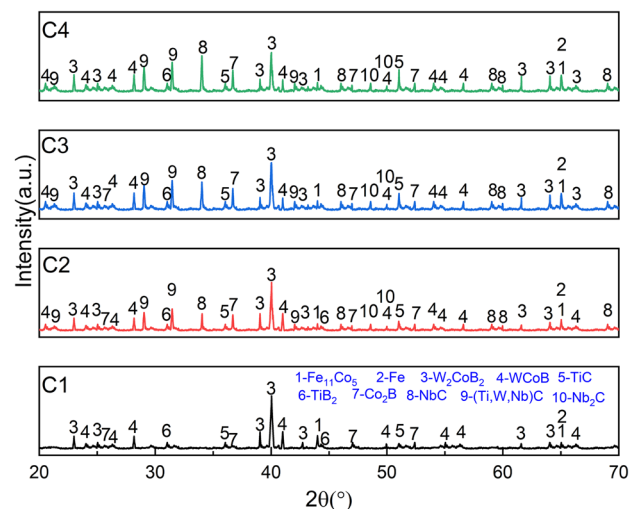 C4
10 5 2
3 4 9 9 8 3
4 9 4 3 4 6 5 7 3 4 9 3 1 8 7 10 4 7 4 4 4 8 9 3 3 1 3 8
C3
10 2
3 4 9 9 8 3
4 9 4 3 7 4 6 5 7 3 4 9 3 1 8 7 10 4 5 7 4 4 4 8 9 3 3 1 3 8
Intensity(a.u.)
C2
10 2
3 9 3
4 9 3 4 3 7 4 4 9 6 8 5 7 3 4 9 3 1 6 8 7 10 4 5 7 4 4 4 8 8 3 3 1 4 8
C1
3
1-Fe₁₁Co₅ 2-Fe 3-W₂CoB₂ 4-WCoB 5-TiC
6-TiB₂ 7-Co₂B 8-NbC 9-(Ti,W,Nb)C 10-Nb₂C
3 4 3 7 4 4 6 5 7 3 4 3 1 6 7 4 5 7 5 4 3 3 2 1 4
20 30 40 50 60 70
2θ(°)